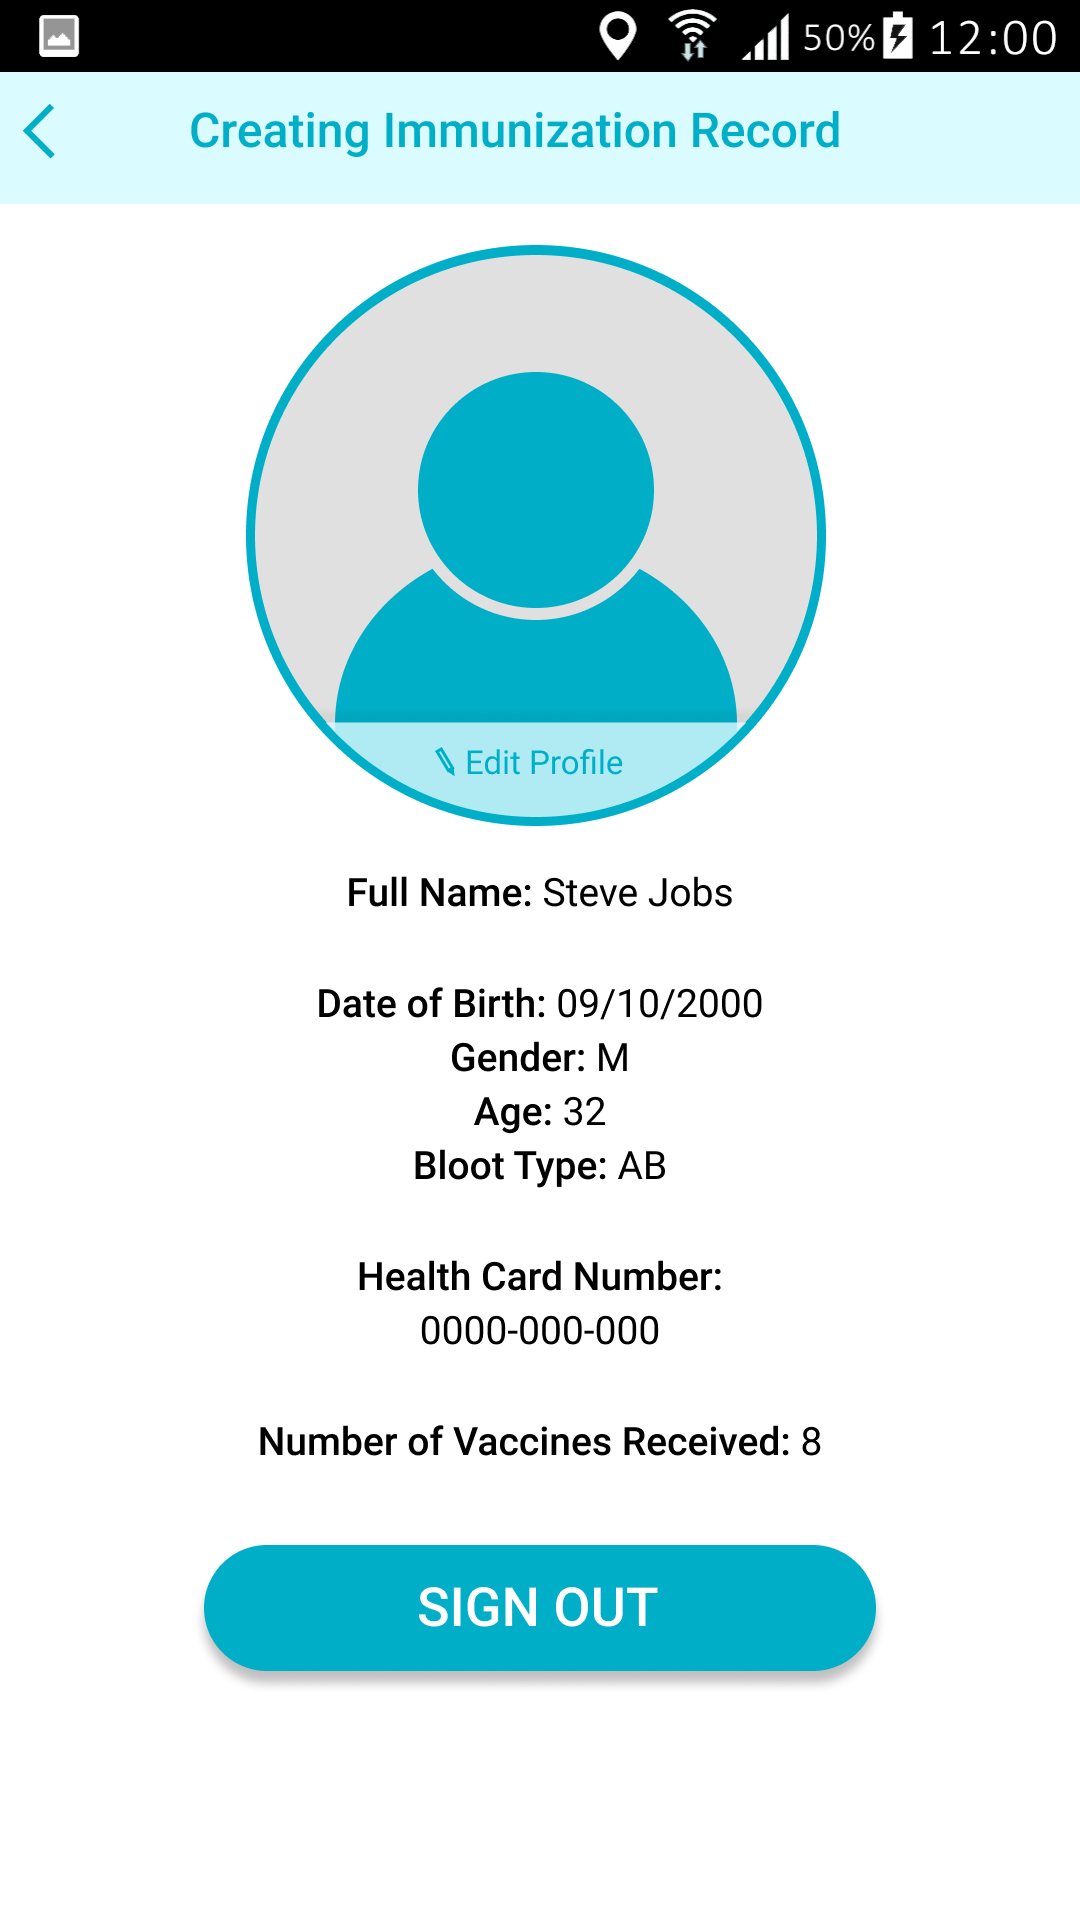 50% 12:00
Creating Immunization Record
Edit Profile
Full Name: Steve Jobs
Date of Birth: 09/10/2000
Gender: M
Age: 32
Bloot Type: AB
Health Card Number:
0000-000-000
Number of Vaccines Received: 8
SIGN OUT